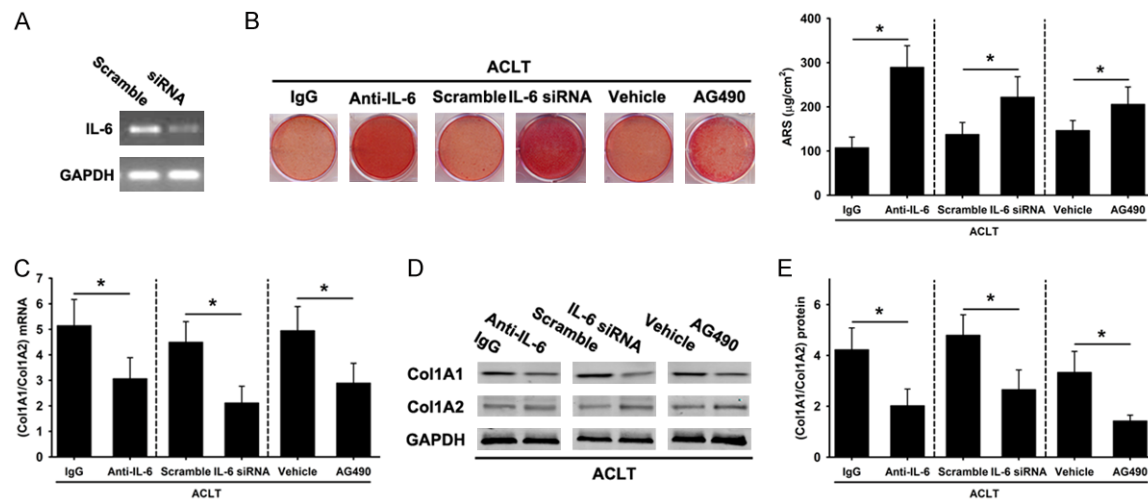 A
Scramble
siRNA
IL-6
GAPDH
B
ACLT
IgG Anti-IL-6 Scramble IL-6 siRNA Vehicle AG490
ARS (µg/cm²)
400
300
200
100
0
IgG Anti-IL-6 Scramble IL-6 siRNA Vehicle AG490
ACLT
* * *
C
(Col1A1/Col1A2) mRNA
7
6
5
4
3
2
1
0
* * *
IgG Anti-IL-6 Scramble IL-6 siRNA Vehicle AG490
ACLT
D
IgG
Anti-IL-6
Scramble
IL-6 siRNA
Vehicle
AG490
Col1A1
Col1A2
GAPDH
ACLT
E
(Col1A1/Col1A2) protein
6
4
2
0
* * *
IgG Anti-IL-6 Scramble IL-6 siRNA Vehicle AG490
ACLT